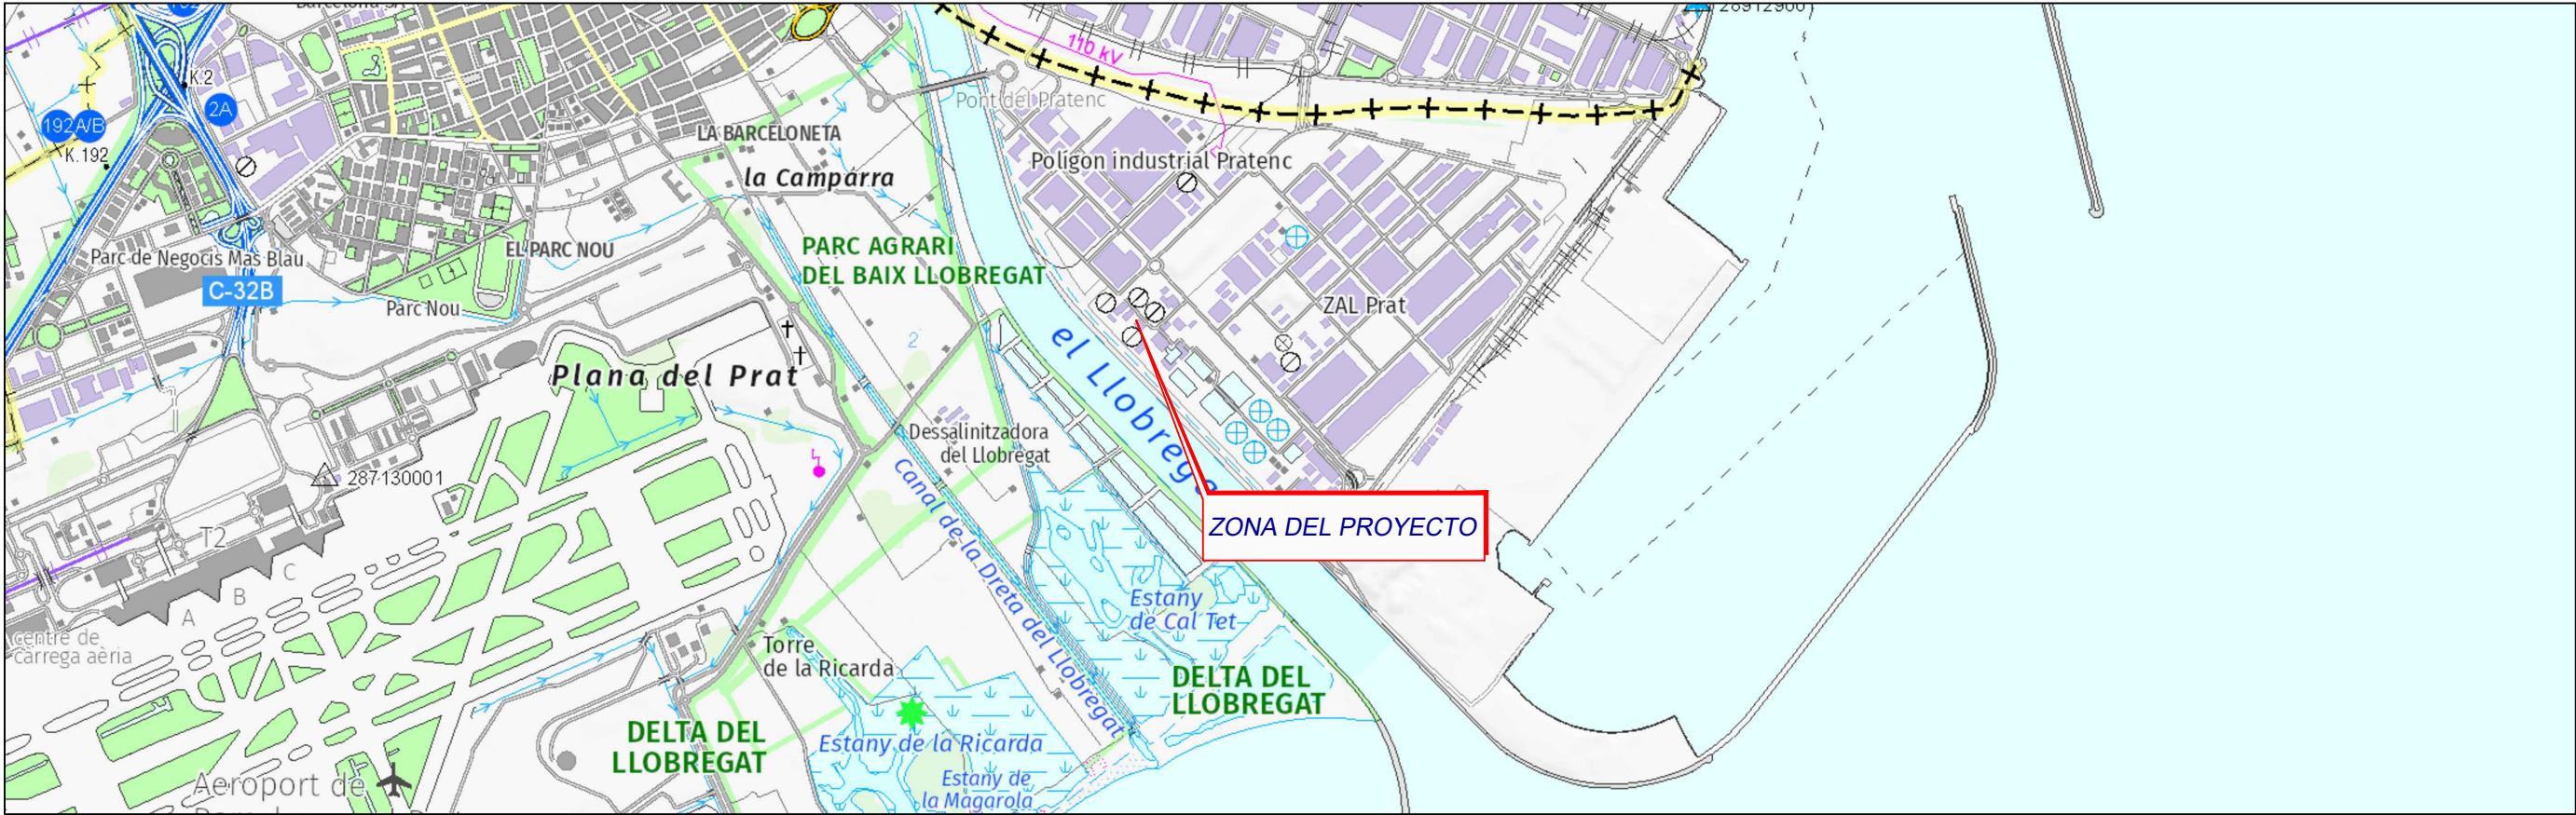 289129001
K.2
110 kV
2A
Pont del Pratenc
192A/B
LA BARCELONETA
K.192
Polígon industrial Pratenc
la Campárra
PARC AGRARI
DEL BAIX LLOBREGAT
EL PARC NOU
Parc de Negocis Mas Blau
C-32B
Parc Nou
ZAL Prat
2
el Llobrega
Plana del Prat
Dessalinitzadora
del Llobregat
287130001
Canal de la Dreta del Llobregat
ZONA DEL PROYECTO
T2
C
B
A
Estany
de Cal Tet
centre de
càrrega aèria
Torre
de la Ricarda
DELTA DEL
LLOBREGAT
DELTA DEL
LLOBREGAT
Estany de la Ricarda
Estany de
la Magarola
Aeroport de